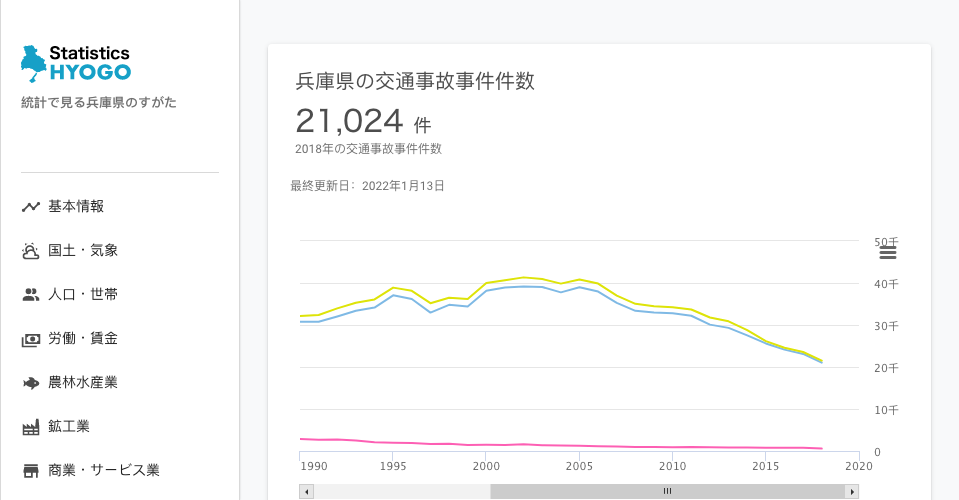 Statistics
HYOGO
統計で見る兵庫県のすがた
基本情報
国土・気象
人口・世帯
労働・賃金
農林水産業
鉱工業
商業・サービス業
兵庫県の交通事故事件件数
21,024 件
2018年の交通事故事件件数
最終更新日: 2022年1月13日
50千
40千
30千
20千
10千
0
1990 1995 2000 2005 2010 2015 2020